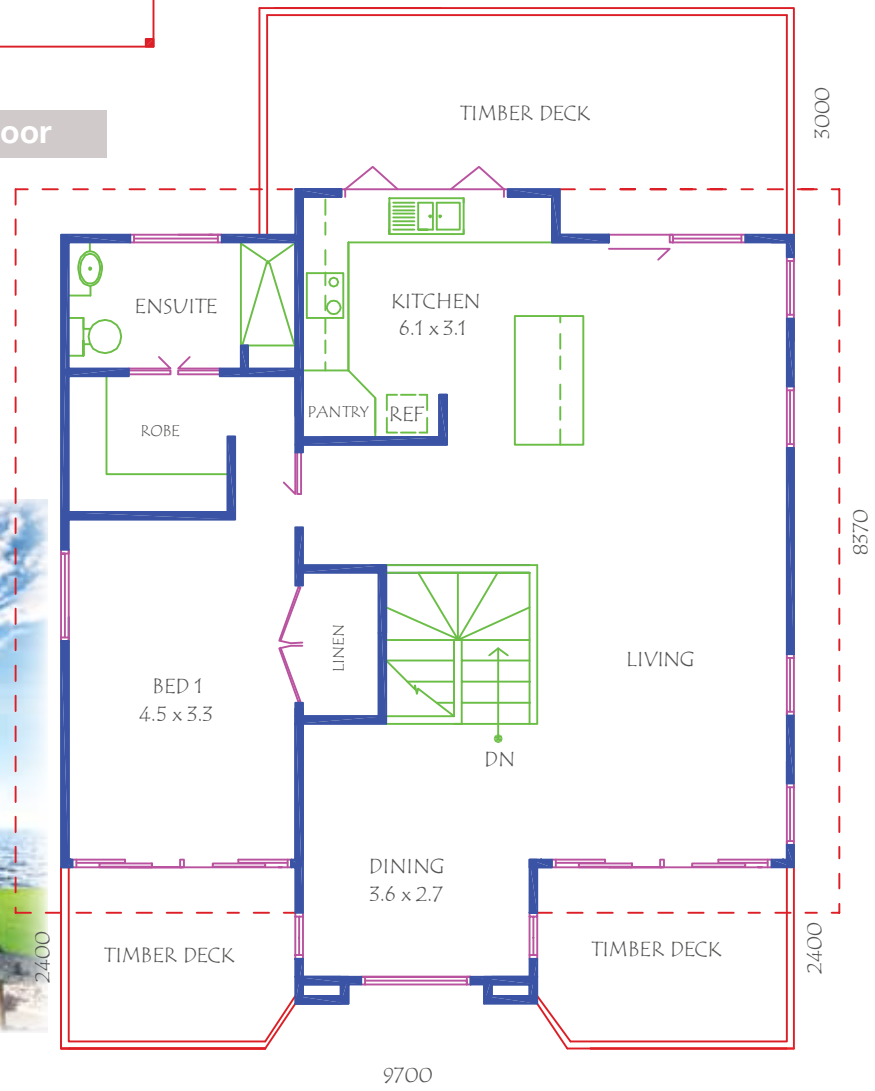 oor
TIMBER DECK
3000
ENSUITE
KITCHEN
6.1 x 3.1
PANTRY
REF
ROBE
8370
LINEN
LIVING
BED 1
4.5 x 3.3
DN
DINING
3.6 x 2.7
2400
TIMBER DECK
TIMBER DECK
2400
9700